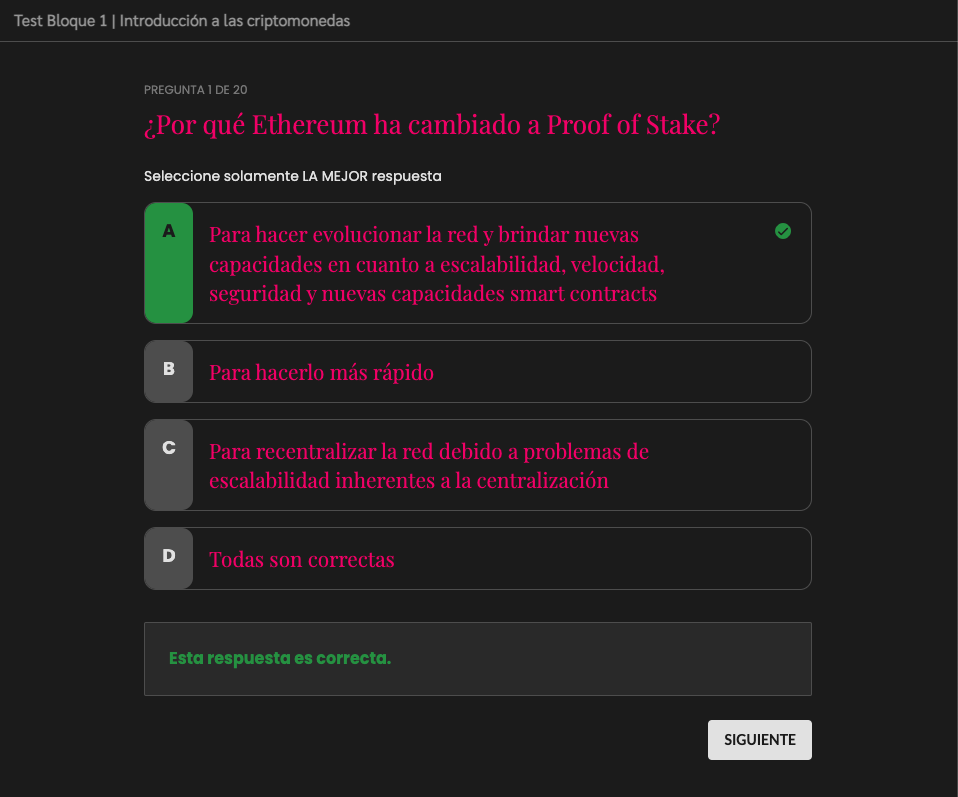 Test Bloque 1 | Introducción a las criptomonedas
PREGUNTA 1 DE 20
¿Por qué Ethereum ha cambiado a Proof of Stake?
Seleccione solamente LA MEJOR respuesta
A
Para hacer evolucionar la red y brindar nuevas
capacidades en cuanto a escalabilidad, velocidad,
seguridad y nuevas capacidades smart contracts
B
Para hacerlo más rápido
C
Para recentralizar la red debido a problemas de
escalabilidad inherentes a la centralización
D
Todas son correctas
Esta respuesta es correcta.
SIGUIENTE